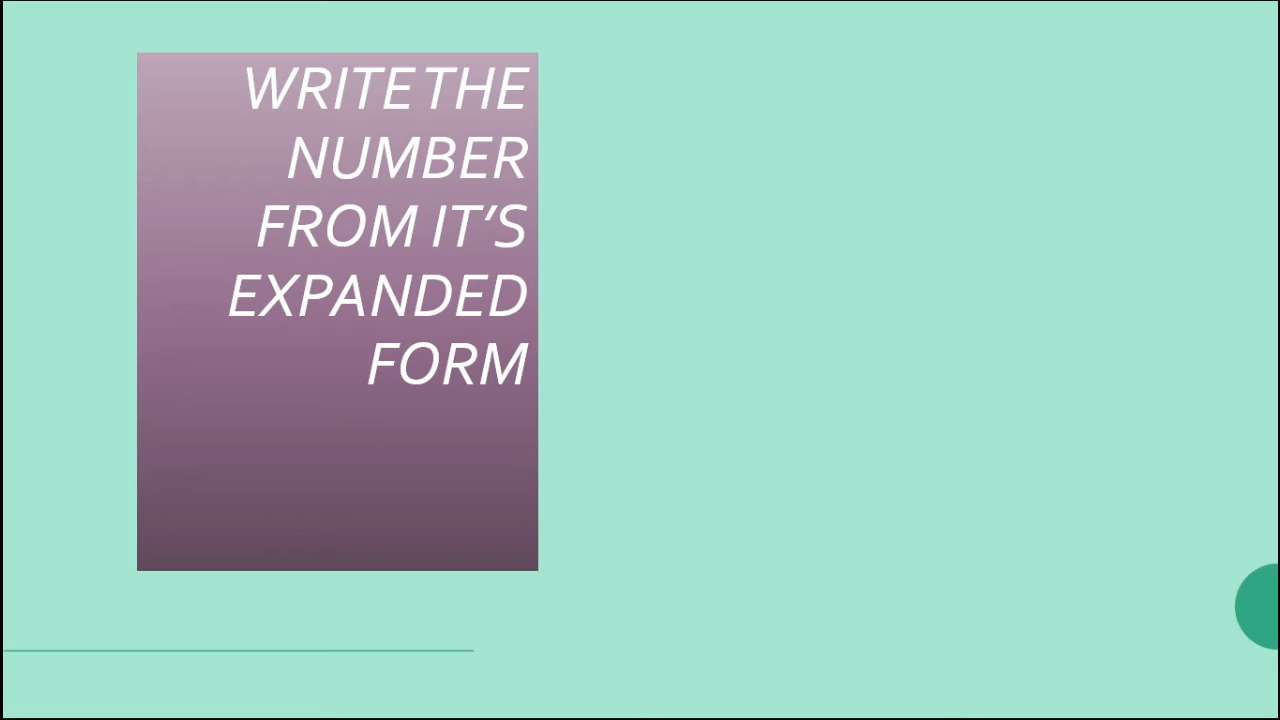 WRITE THE
NUMBER
FROM IT’S
EXPANDED
FORM